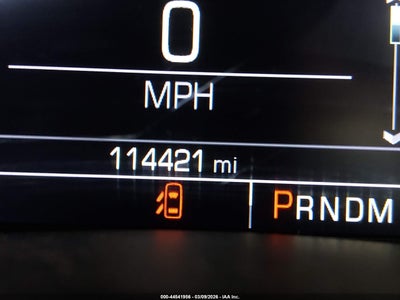 0
MPH
114421 mi
PRNDM
000-44541956 - 03/09/2026 - IAA Inc.